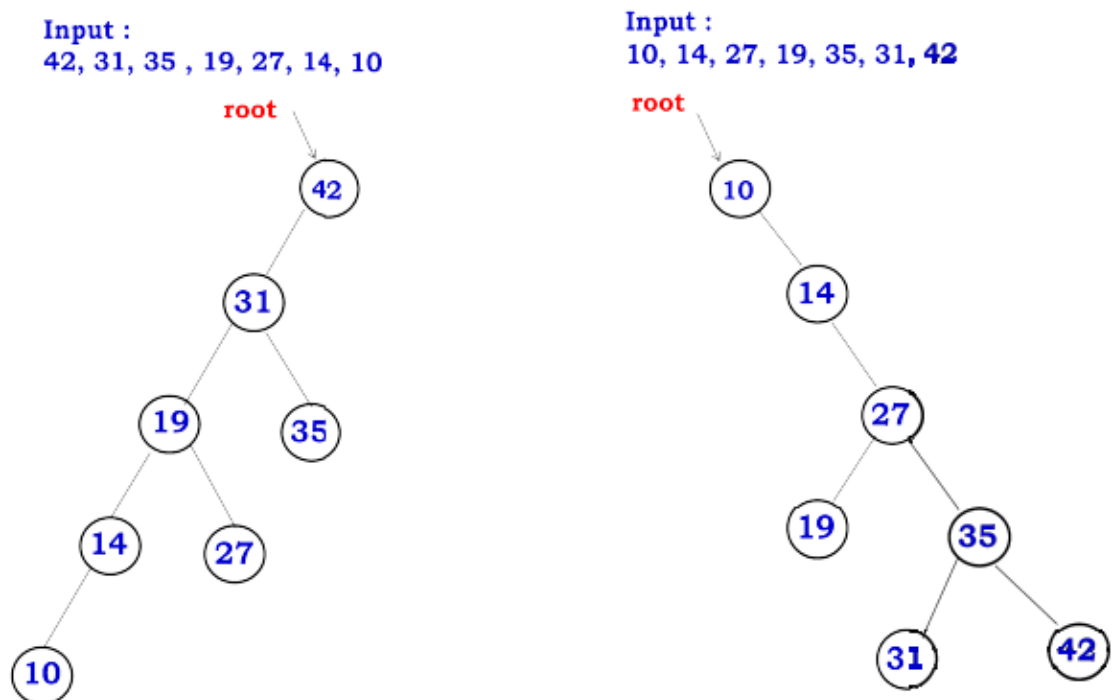 Input :
42, 31, 35 , 19, 27, 14, 10
root
42
31
19
35
14
27
10
Input :
10, 14, 27, 19, 35, 31, 42
root
10
14
27
19
35
31
42